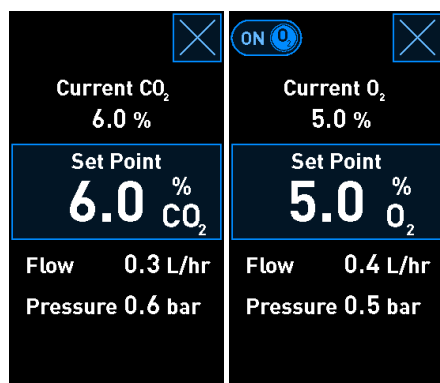 Current CO₂
6.0 %
Set Point
6.0 % CO₂
Flow 0.3 L/hr
Pressure 0.6 bar
ON O₂
Current O₂
5.0 %
Set Point
5.0 % O₂
Flow 0.4 L/hr
Pressure 0.5 bar